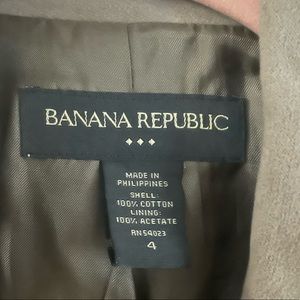 BANANA REPUBLIC
MADE IN
PHILIPPINES
SHELL:
100% COTTON
LINING:
100% ACETATE
RN54023
4